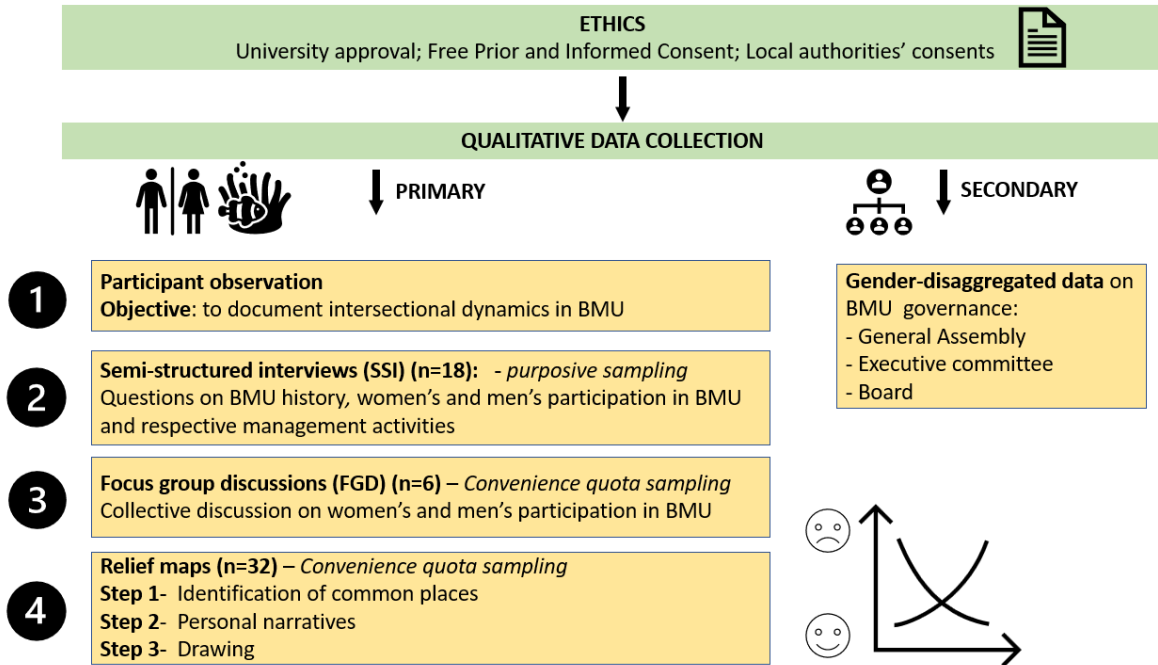 ETHICS
University approval; Free Prior and Informed Consent; Local authorities’ consents
QUALITATIVE DATA COLLECTION
PRIMARY
SECONDARY
1
Participant observation
Objective: to document intersectional dynamics in BMU
2
Semi-structured interviews (SSI) (n=18): - purposive sampling
Questions on BMU history, women’s and men’s participation in BMU
and respective management activities
3
Focus group discussions (FGD) (n=6) – Convenience quota sampling
Collective discussion on women’s and men’s participation in BMU
4
Relief maps (n=32) – Convenience quota sampling
Step 1- Identification of common places
Step 2- Personal narratives
Step 3- Drawing
Gender-disaggregated data on
BMU governance:
- General Assembly
- Executive committee
- Board